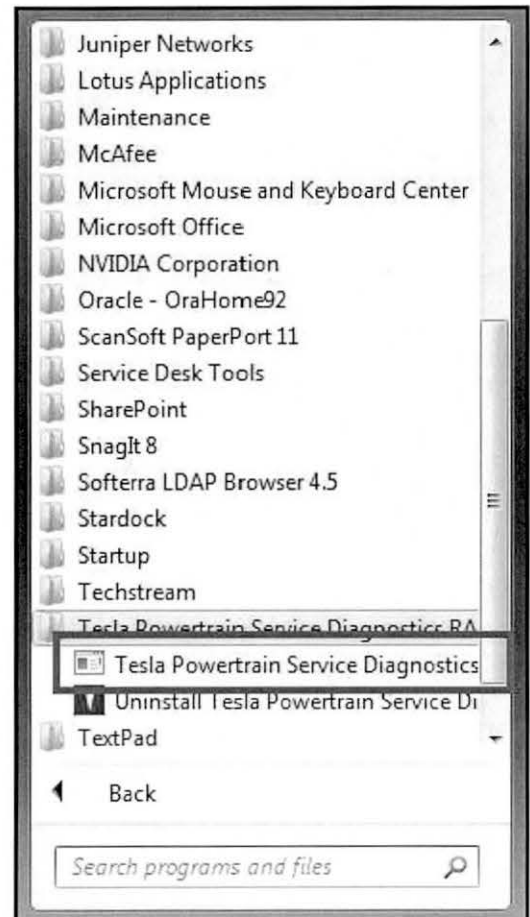 Juniper Networks
Lotus Applications
Maintenance
McAfee
Microsoft Mouse and Keyboard Center
Microsoft Office
NVIDIA Corporation
Oracle - OraHome92
ScanSoft PaperPort 11
Service Desk Tools
SharePoint
SnagIt 8
Softerra LDAP Browser 4.5
Stardock
Startup
Techstream
Tesla Powertrain Service Diagnostics RA
Tesla Powertrain Service Diagnostics
Uninstall Tesla Powertrain Service Di
TextPad
Back
Search programs and files